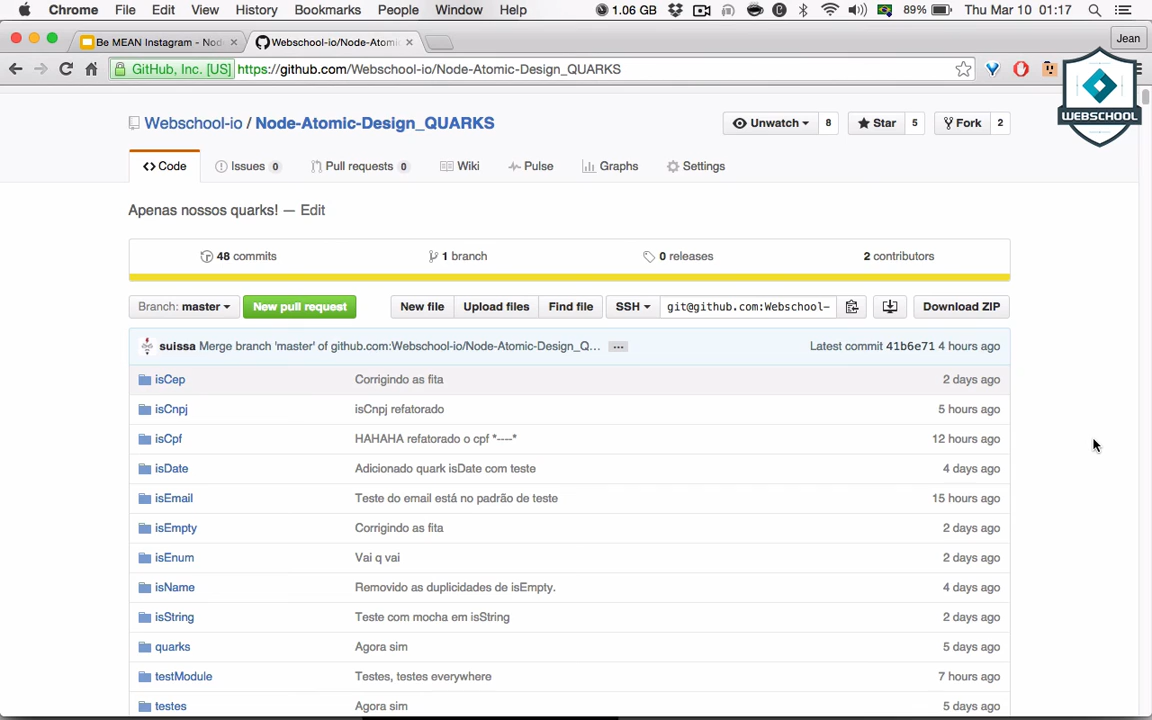 Chrome File Edit View History Bookmarks People Window Help 1.06 GB 89% Thu Mar 10 01:17
Be MEAN Instagram - Nod Webschool-io/Node-Atomi Jean
GitHub, Inc. [US] https://github.com/Webschool-io/Node-Atomic-Design_QUARKS
WEBSCHOOL
Webschool-io / Node-Atomic-Design_QUARKS Unwatch 8 Star 5 Fork 2
Code Issues 0 Pull requests 0 Wiki Pulse Graphs Settings
Apenas nossos quarks! — Edit
48 commits 1 branch 0 releases 2 contributors
Branch: master New pull request New file Upload files Find file SSH git@github.com:Webschool- Download ZIP
suissa Merge branch 'master' of github.com:Webschool-io/Node-Atomic-Design_Q... ... Latest commit 41b6e71 4 hours ago
isCep Corrigindo as fita 2 days ago
isCnpj isCnpj refatorado 5 hours ago
isCpf HAHAHA refatorado o cpf *----* 12 hours ago
isDate Adicionado quark isDate com teste 4 days ago
isEmail Teste do email está no padrão de teste 15 hours ago
isEmpty Corrigindo as fita 2 days ago
isEnum Vai q vai 2 days ago
isName Removido as duplicidades de isEmpty. 4 days ago
isString Teste com mocha em isString 2 days ago
quarks Agora sim 5 days ago
testModule Testes, testes everywhere 7 hours ago
testes Agora sim 5 days ago